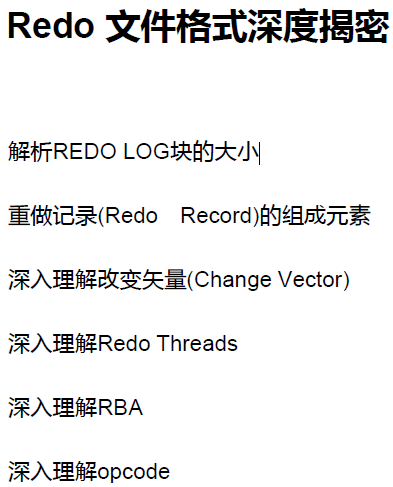 Redo 文件格式深度揭密
解析REDO LOG块的大小
重做记录(Redo　Record)的组成元素
深入理解改变矢量(Change Vector)
深入理解Redo Threads
深入理解RBA
深入理解opcode